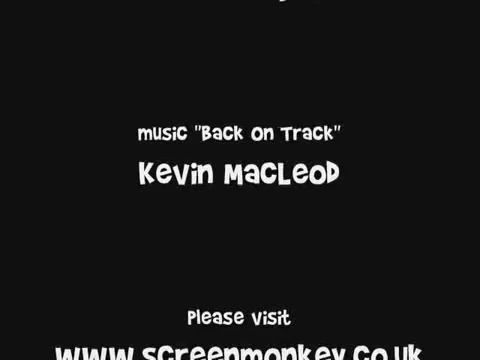 music "Back On Track"
Kevin MacLeod
Please visit
www.screenmonkey.co.uk